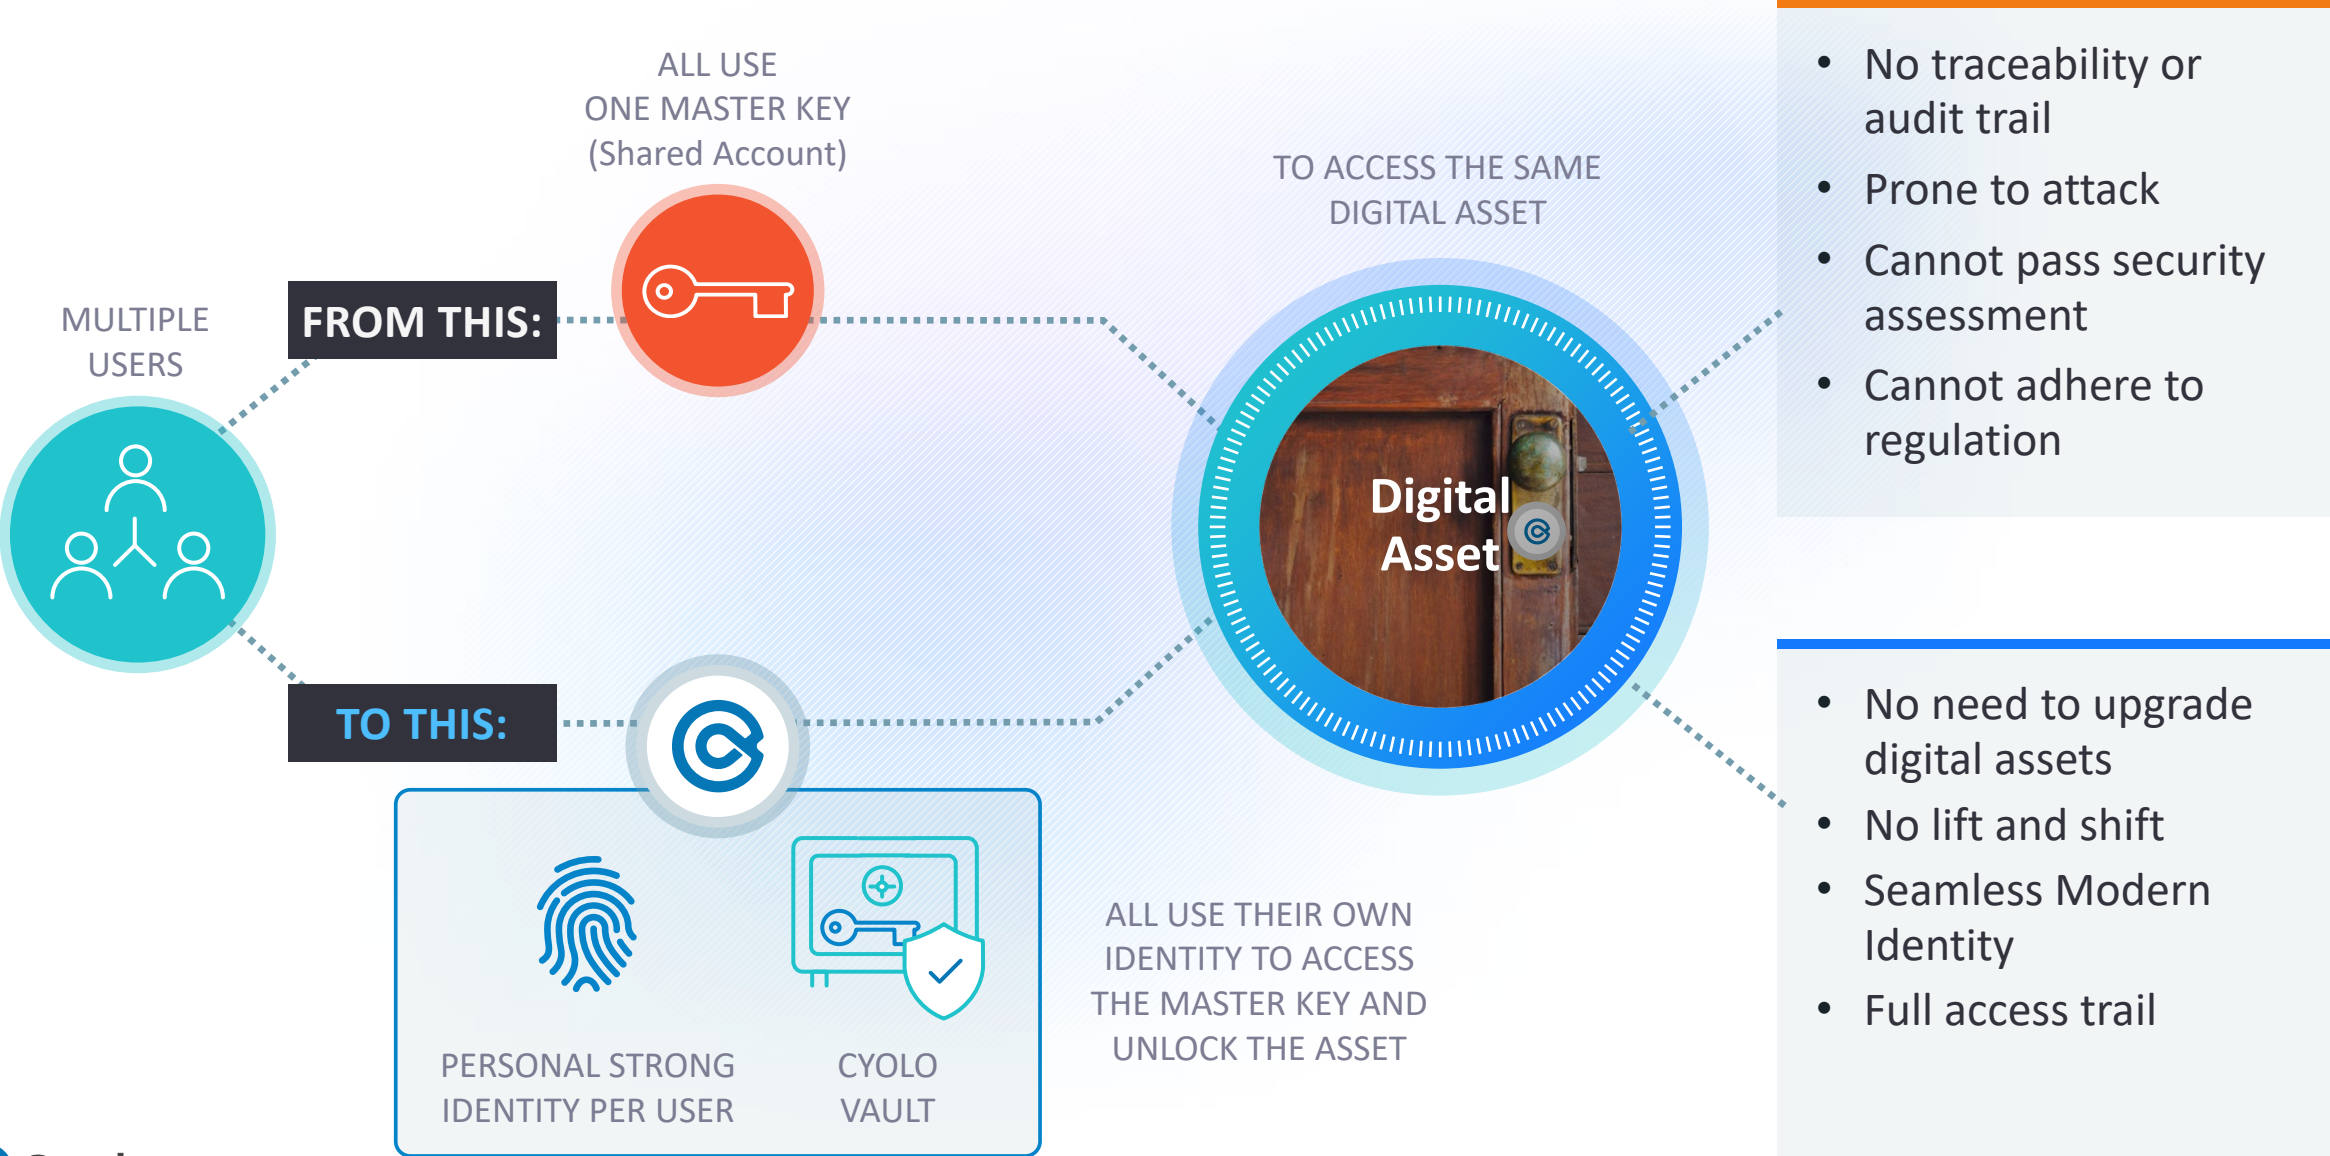 ALL USE
ONE MASTER KEY
(Shared Account)
TO ACCESS THE SAME
DIGITAL ASSET
MULTIPLE
USERS
FROM THIS:
Digital
Asset
TO THIS:
PERSONAL STRONG
IDENTITY PER USER
CYOLO
VAULT
ALL USE THEIR OWN
IDENTITY TO ACCESS
THE MASTER KEY AND
UNLOCK THE ASSET
• No traceability or
audit trail
• Prone to attack
• Cannot pass security
assessment
• Cannot adhere to
regulation
• No need to upgrade
digital assets
• No lift and shift
• Seamless Modern
Identity
• Full access trail